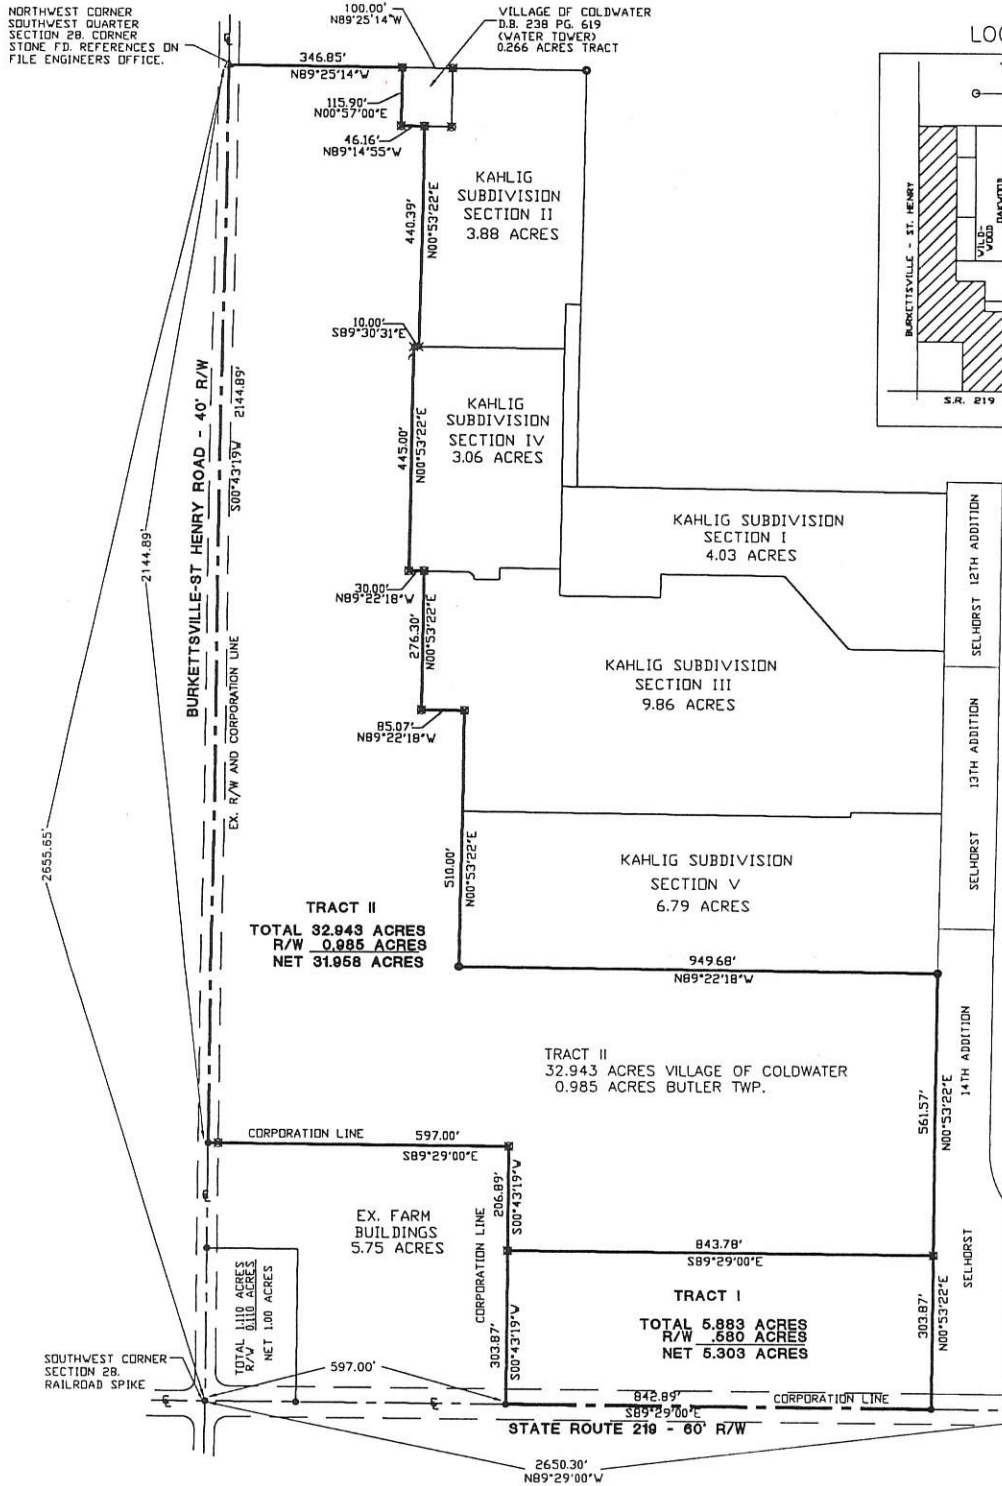 NORTHWEST CORNER
SOUTHWEST QUARTER
SECTION 28. CORNER
STONE FD. REFERENCES ON
FILE ENGINEERS OFFICE.
100.00'
N89°25'14"W
VILLAGE OF COLDWATER
D.B. 238 PG. 619
(WATER TOWER)
0.266 ACRES TRACT
346.85'
N89°25'14"W
115.90'
N00°57'00"E
46.16'
N89°14'55"W
LOC
BURKETTSVILLE - ST. HENRY
VILD-
WOOD
OAKWOOD
S.R. 219
KAHLIG
SUBDIVISION
SECTION II
3.88 ACRES
440.39'
N00°53'22"E
10.00'
S89°30'31"E
KAHLIG
SUBDIVISION
SECTION IV
3.06 ACRES
445.00'
N00°53'22"E
BURKETTSVILLE-ST HENRY ROAD - 40' R/W
S00°43'19W 2144.89'
EX. R/W AND CORPORATION LINE
2144.89'
2655.65'
KAHLIG SUBDIVISION
SECTION I
4.03 ACRES
SELHORST 12TH ADDITION
30.00'
N89°22'18"W
276.30'
N00°53'22"E
KAHLIG SUBDIVISION
SECTION III
9.86 ACRES
SELHORST 13TH ADDITION
85.07'
N89°22'18"W
510.00'
N00°53'22"E
KAHLIG SUBDIVISION
SECTION V
6.79 ACRES
TRACT II
TOTAL 32.943 ACRES
R/W 0.985 ACRES
NET 31.958 ACRES
949.68'
N89°22'18"W
SELHORST 14TH ADDITION
TRACT II
32.943 ACRES VILLAGE OF COLDWATER
0.985 ACRES BUTLER TWP.
561.57'
N00°53'22"E
CORPORATION LINE 597.00'
S89°29'00"E
206.89'
S00°43'19"W
EX. FARM
BUILDINGS
5.75 ACRES
CORPORATION LINE
843.78'
S89°29'00"E
TRACT I
TOTAL 5.883 ACRES
R/W .580 ACRES
NET 5.303 ACRES
303.87'
N00°53'22"E
303.87'
S00°43'19"W
TOTAL 1.110 ACRES
R/W 0.110 ACRES
NET 1.00 ACRES
SOUTHWEST CORNER
SECTION 28.
RAILROAD SPIKE
597.00'
842.89'
S89°29'00"E
CORPORATION LINE
STATE ROUTE 219 - 60' R/W
2650.30'
N89°29'00"W